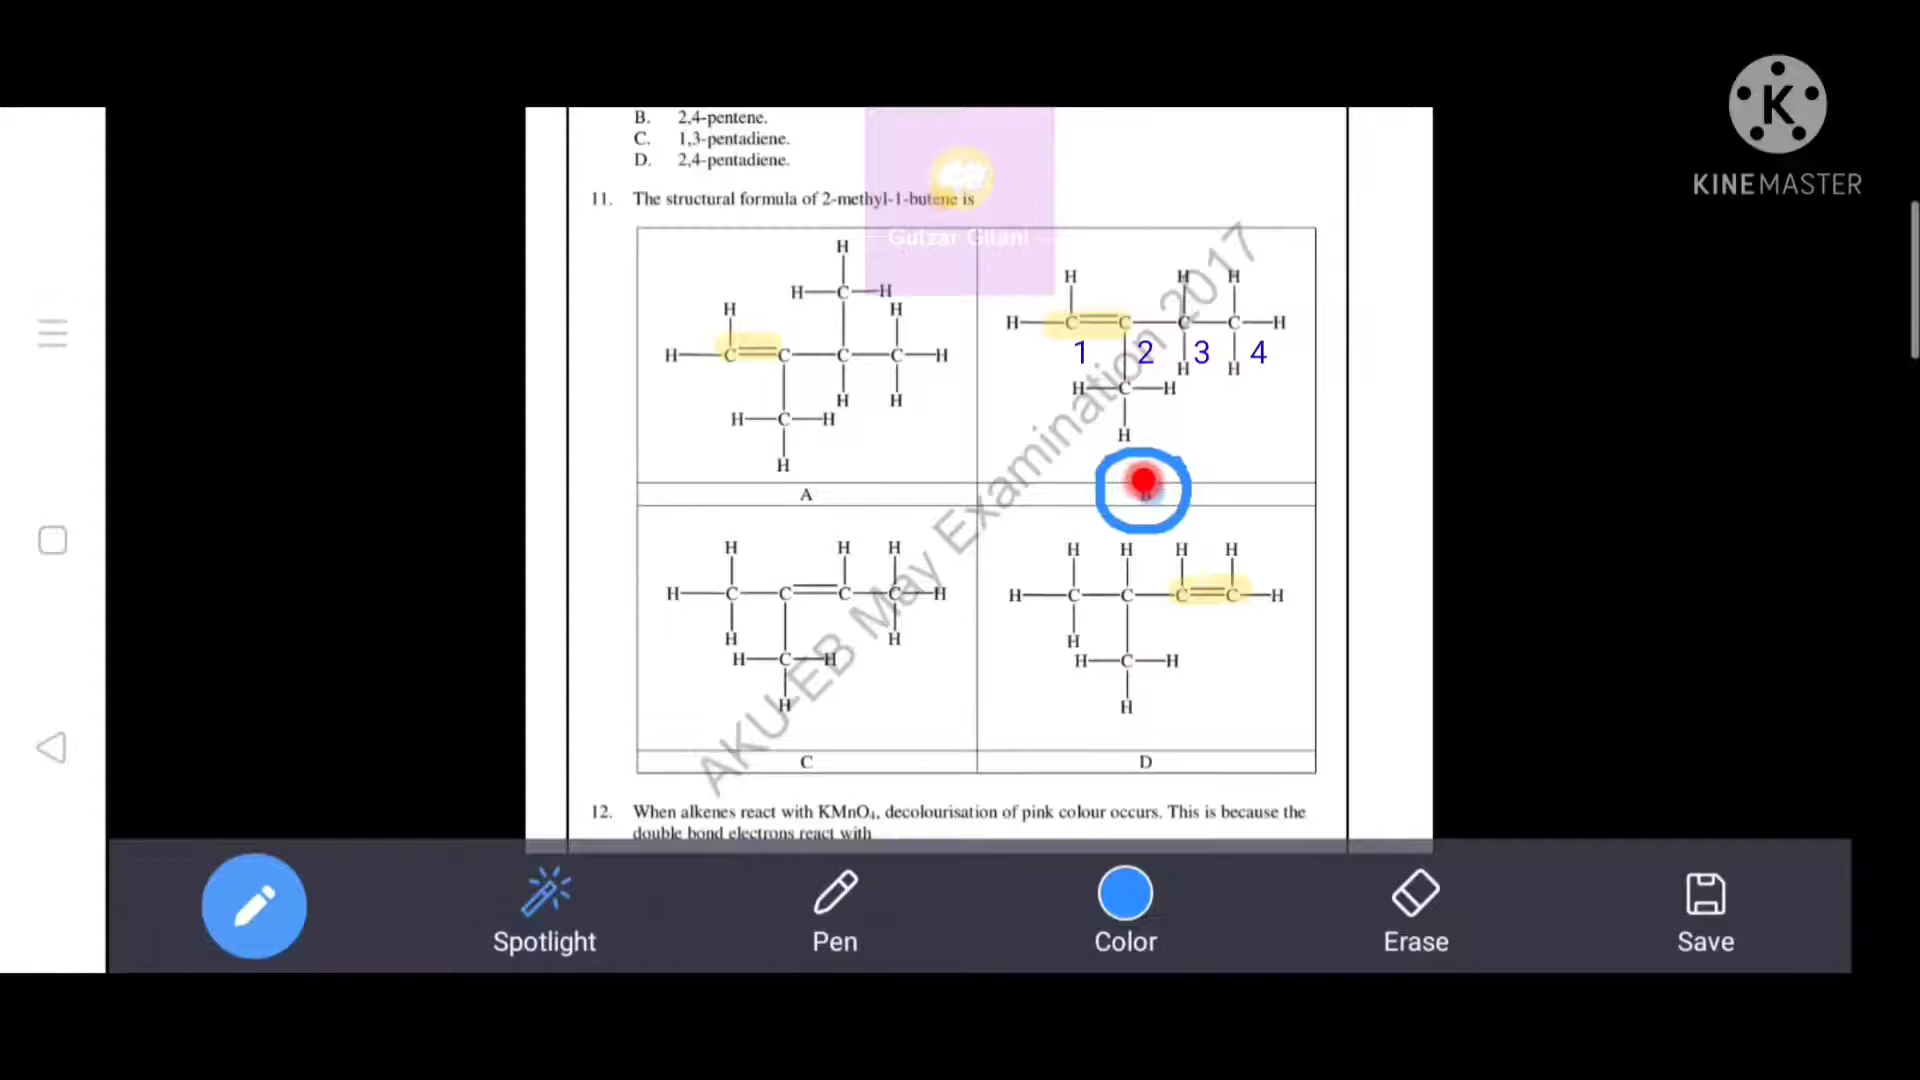 KINEMASTER
B. 2,4-pentene.
C. 1,3-pentadiene.
D. 2,4-pentadiene.
11. The structural formula of 2-methyl-1-butene is
Gulzar Gilani
H
H C H
H H
H C C C C H
H H
H C H
H
A
H H H
H C C C C H
1 2 3 4
H H
H C H
H
B
H H H
H C C C C H
H H
H C H
H
C
H H H H
H C C C C H
H
H C H
H
D
AKU-EB May Examination 2017
12. When alkenes react with KMnO₄, decolourisation of pink colour occurs. This is because the
double bond electrons react with
Spotlight
Pen
Color
Erase
Save